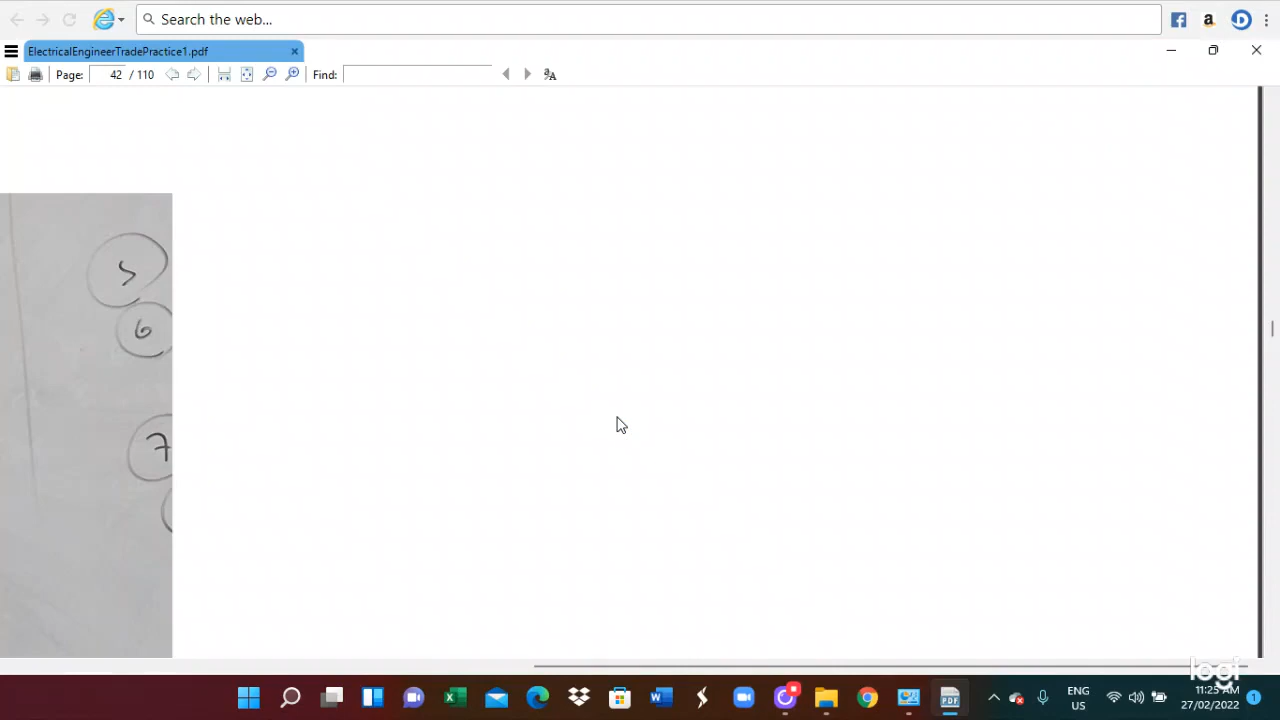 Search the web...
ElectricalEngineerTradePractice1.pdf
Page: 42 / 110 Find:
5
6
7
logi
ENG
US
11:25 AM
27/02/2022